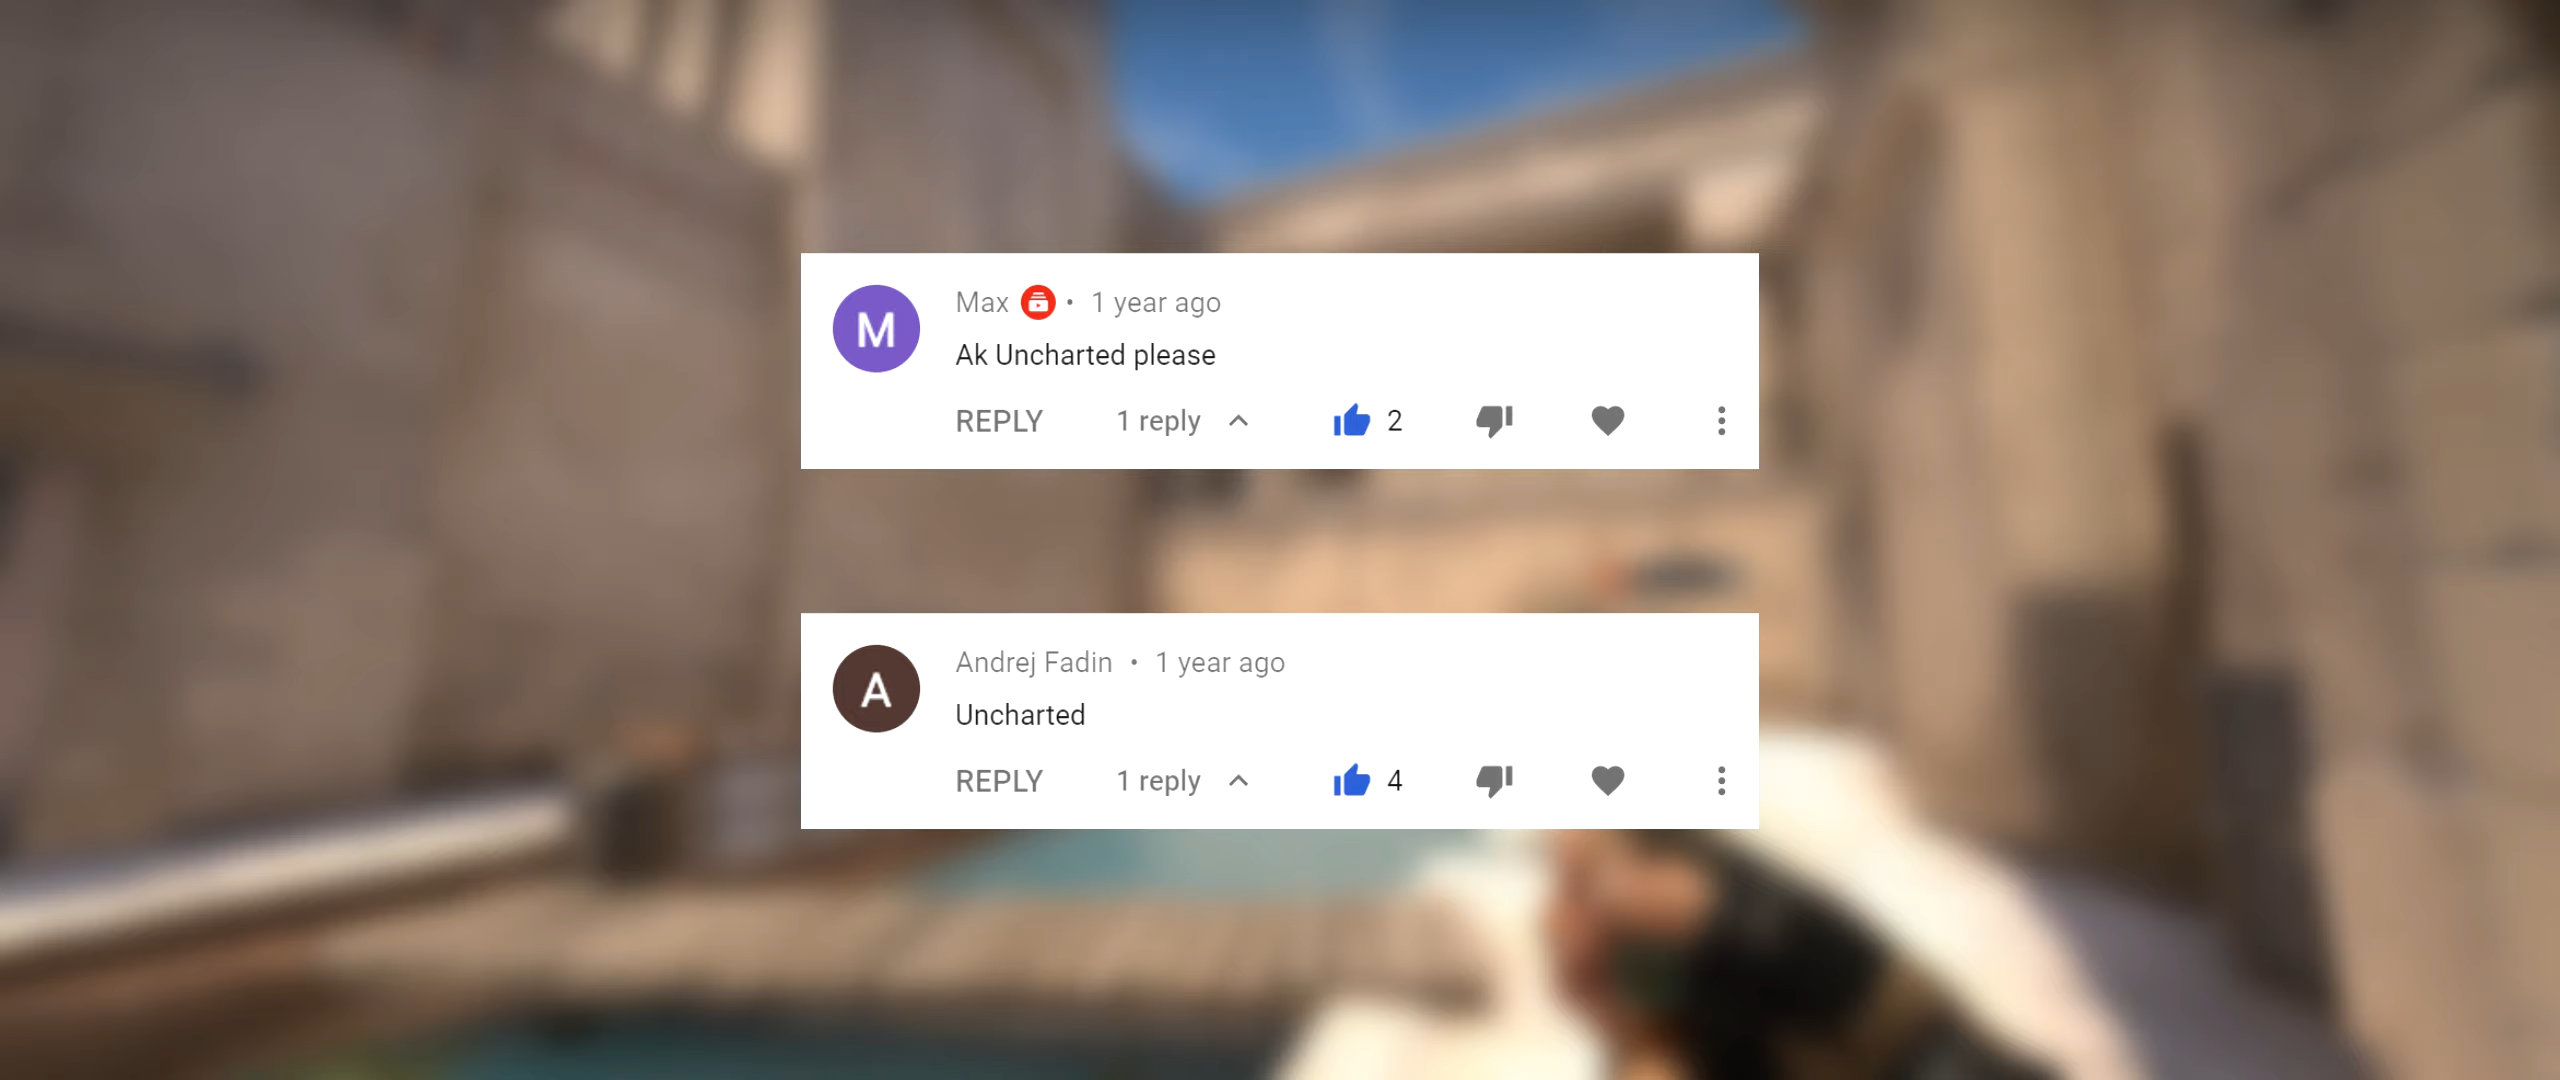 M
Max • 1 year ago
Ak Uncharted please
REPLY 1 reply 2
A
Andrej Fadin • 1 year ago
Uncharted
REPLY 1 reply 4